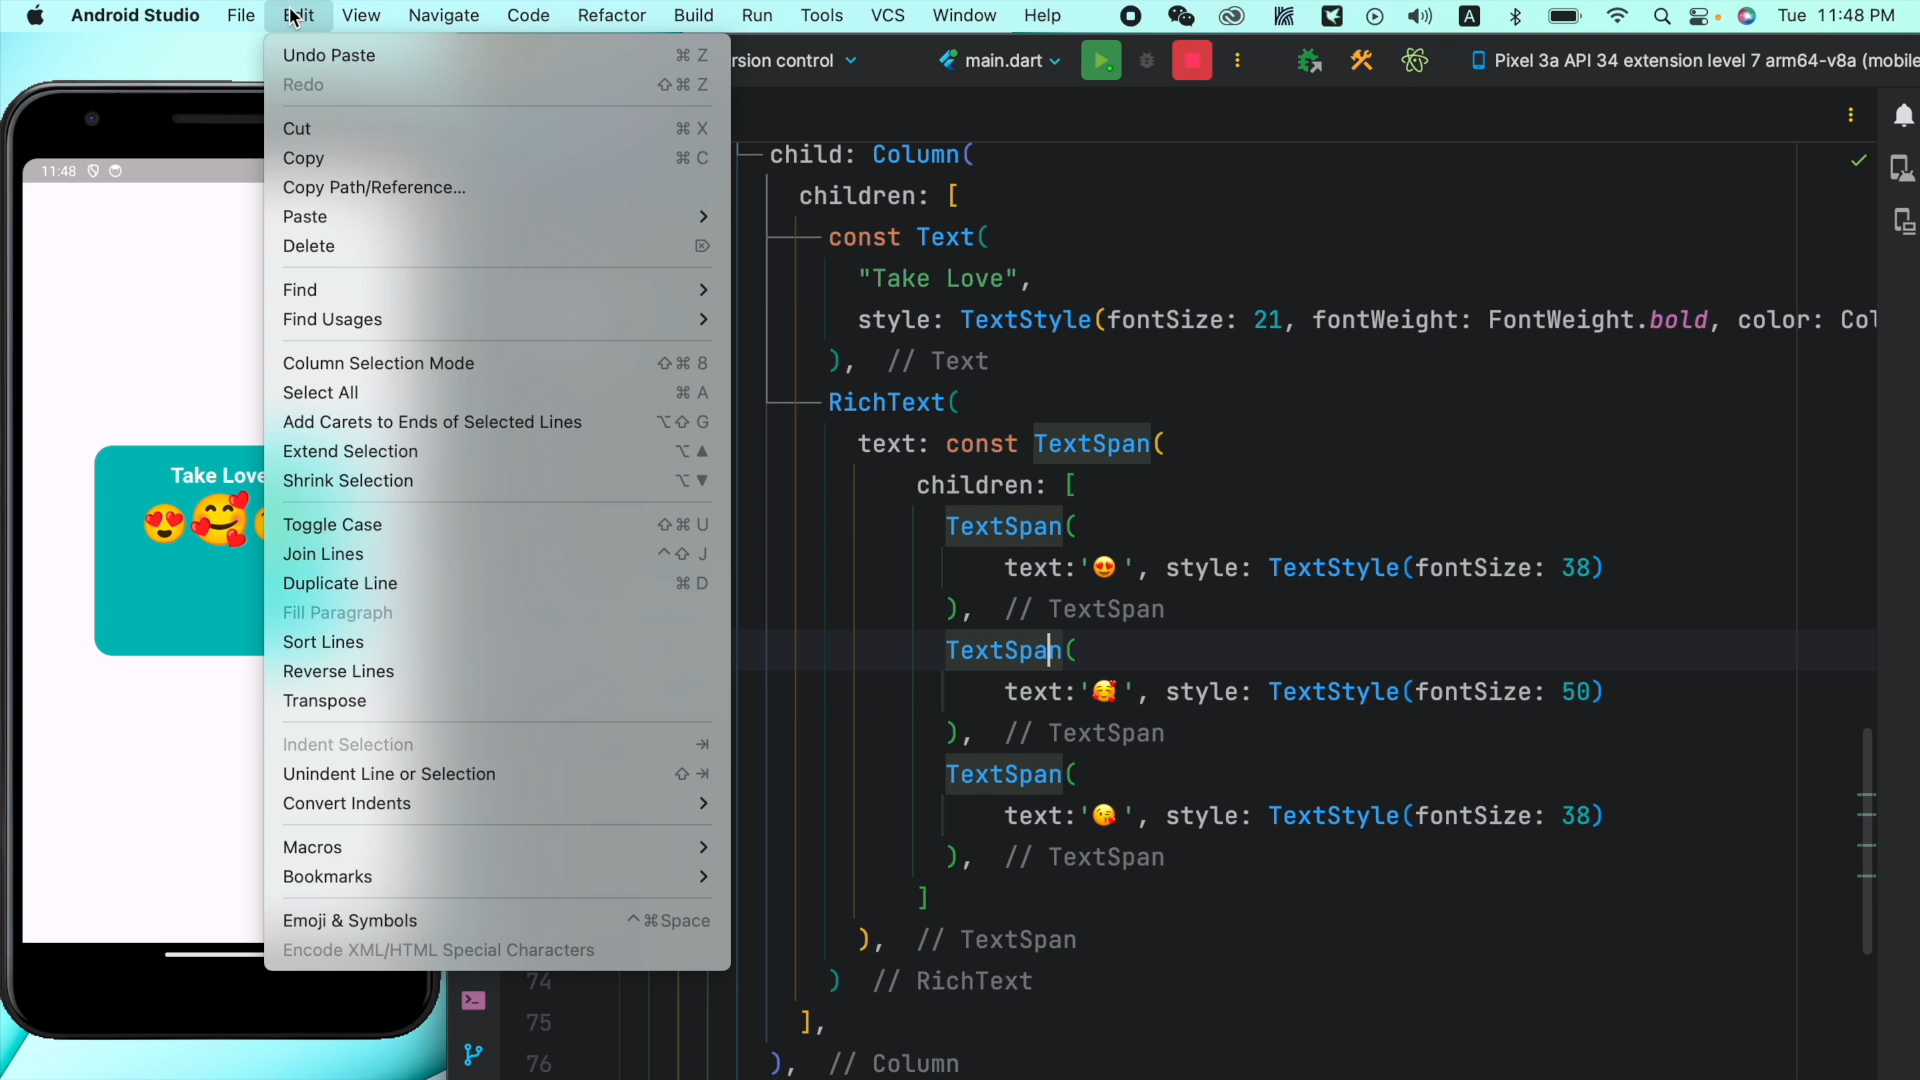 Android Studio File Edit View Navigate Code Refactor Build Run Tools VCS Window Help A Tue 11:48 PM
rsion control main.dart Pixel 3a API 34 extension level 7 arm64-v8a (mobile
Undo Paste ⌘ Z
Redo ⇧⌘ Z
Cut ⌘ X
Copy ⌘ C
Copy Path/Reference...
Paste
Delete ⌦
Find
Find Usages
Column Selection Mode ⇧⌘ 8
Select All ⌘ A
Add Carets to Ends of Selected Lines ⌥⇧ G
Extend Selection ⌥ ▲
Shrink Selection ⌥ ▼
Toggle Case ⇧⌘ U
Join Lines ^⇧ J
Duplicate Line ⌘ D
Fill Paragraph
Sort Lines
Reverse Lines
Transpose
Indent Selection ⇥
Unindent Line or Selection ⇧ ⇥
Convert Indents
Macros
Bookmarks
Emoji & Symbols ^⌘Space
Encode XML/HTML Special Characters
11:48
Take Love
😍🥰
child: Column(
children: [
const Text(
"Take Love",
style: TextStyle(fontSize: 21, fontWeight: FontWeight.bold, color: Col
), // Text
RichText(
text: const TextSpan(
children: [
TextSpan(
text:'😍', style: TextStyle(fontSize: 38)
), // TextSpan
TextSpan(
text:'🥰', style: TextStyle(fontSize: 50)
), // TextSpan
TextSpan(
text:'😘', style: TextStyle(fontSize: 38)
), // TextSpan
]
), // TextSpan
74 ) // RichText
75 ],
76 ), // Column